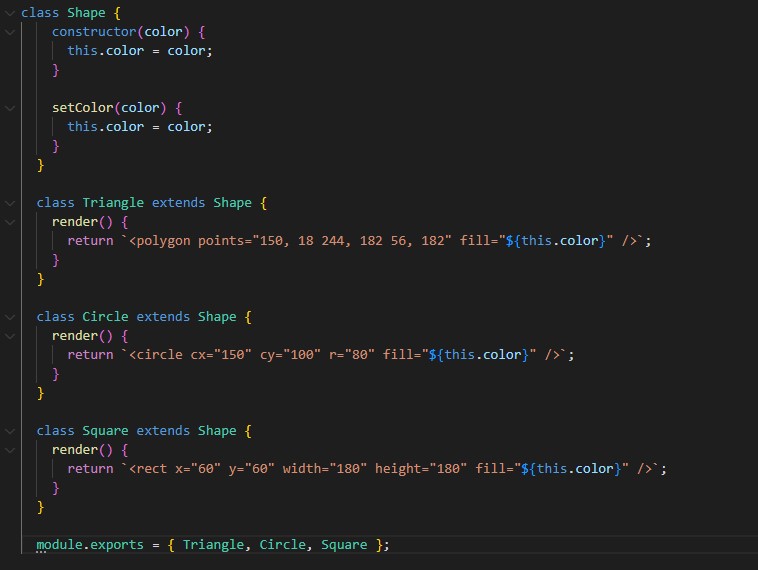 class Shape {
constructor(color) {
this.color = color;
}
setColor(color) {
this.color = color;
}
}
class Triangle extends Shape {
render() {
return `<polygon points="150, 18 244, 182 56, 182" fill="${this.color}" />`;
}
}
class Circle extends Shape {
render() {
return `<circle cx="150" cy="100" r="80" fill="${this.color}" />`;
}
}
class Square extends Shape {
render() {
return `<rect x="60" y="60" width="180" height="180" fill="${this.color}" />`;
}
}
module.exports = { Triangle, Circle, Square };